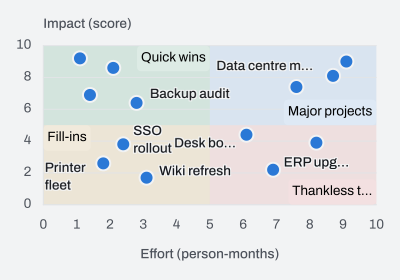 Impact (score)
10
8
6
4
2
0
Quick wins
Data centre m…
Backup audit
Major projects
Fill-ins
SSO
rollout
Desk bo…
Printer
fleet
Wiki refresh
ERP upg…
Thankless t…
0 1 2 3 4 5 6 7 8 9 10
Effort (person-months)